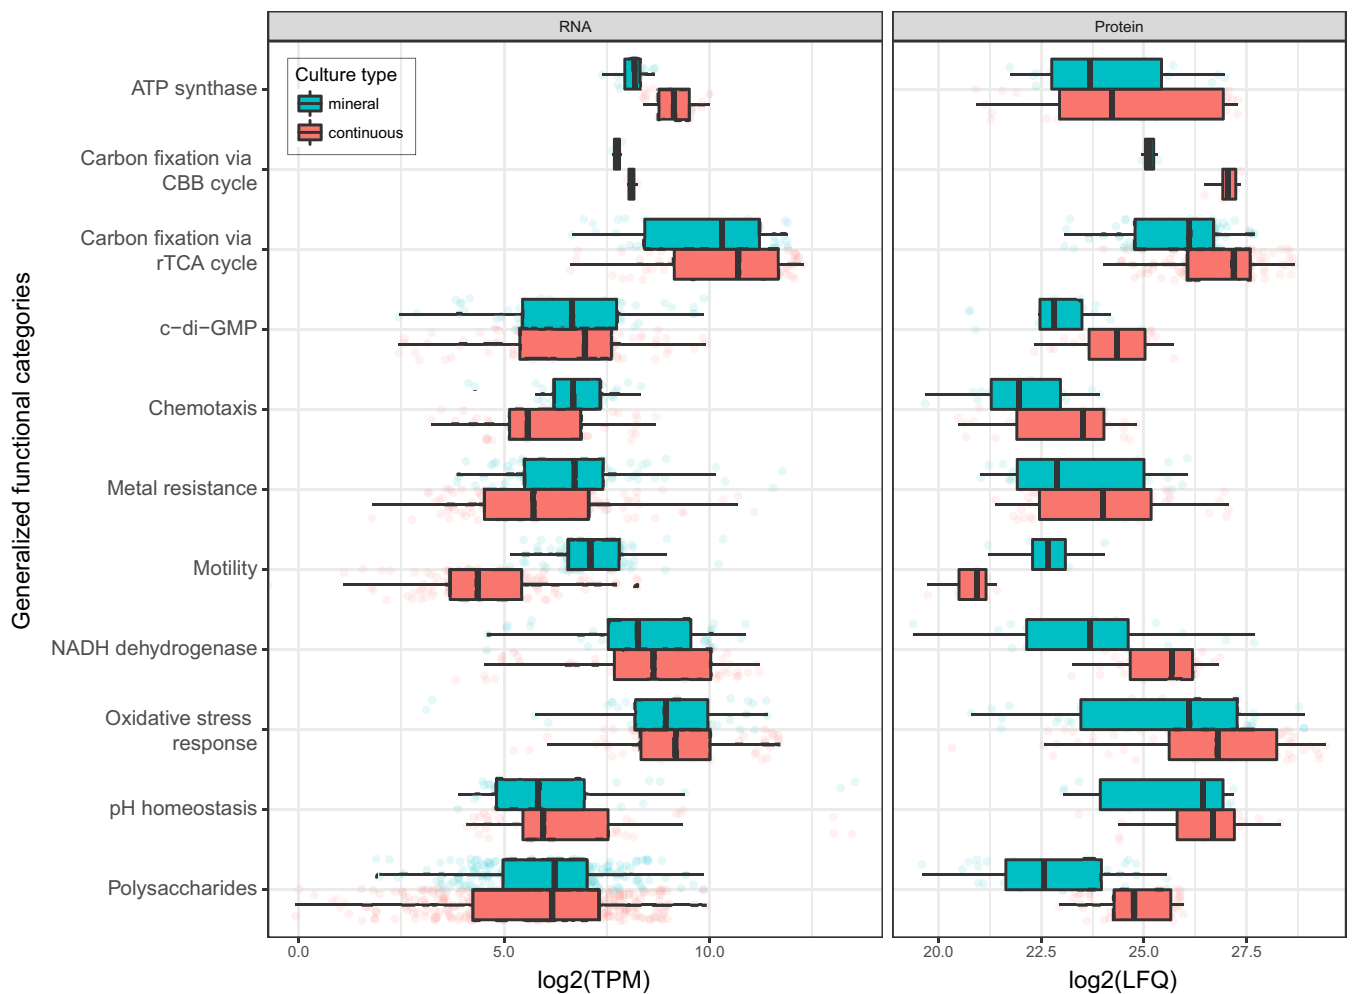 RNA
Protein
Culture type
mineral
continuous
Generalized functional categories
ATP synthase
Carbon fixation via
CBB cycle
Carbon fixation via
rTCA cycle
c−di−GMP
Chemotaxis
Metal resistance
Motility
NADH dehydrogenase
Oxidative stress
response
pH homeostasis
Polysaccharides
0.0 5.0 10.0
20.0 22.5 25.0 27.5
log2(TPM)
log2(LFQ)